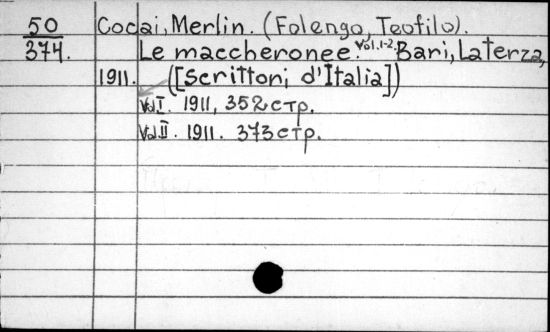 50
374.
Cocai, Merlin. (Folengo, Teofilo).
Le maccheronee. Vol. 1-2. Bari, Laterza,
1911. ([Scrittoni d'Italia])
Vol I. 1911, 352 стр.
Vol. II. 1911. 373 стр.